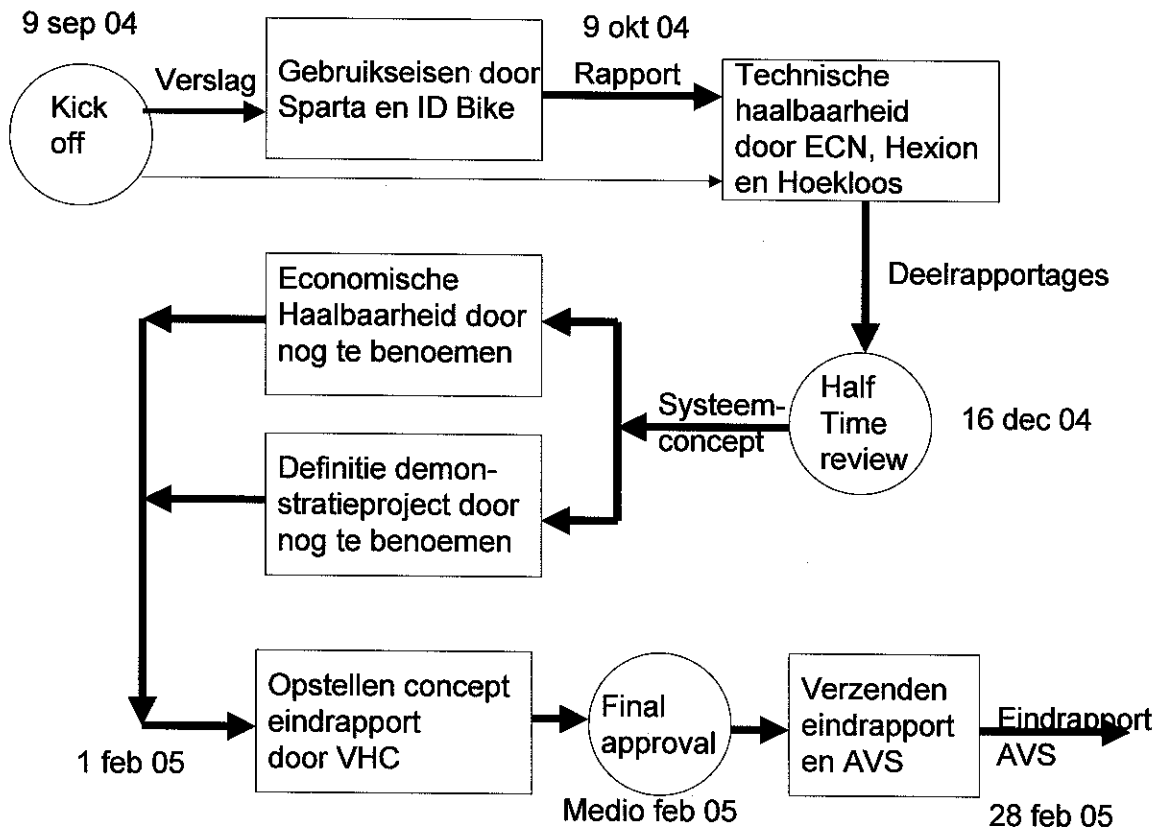 9 sep 04
Kick
off
Verslag
Gebruikseisen door
Sparta en ID Bike
9 okt 04
Rapport
Technische
haalbaarheid
door ECN, Hexion
en Hoekloos
Deelrapportages
Half
Time
review
16 dec 04
Systeem-
concept
Economische
Haalbaarheid door
nog te benoemen
Definitie demon-
stratieproject door
nog te benoemen
1 feb 05
Opstellen concept
eindrapport
door VHC
Final
approval
Medio feb 05
Verzenden
eindrapport
en AVS
Eindrapport
AVS
28 feb 05